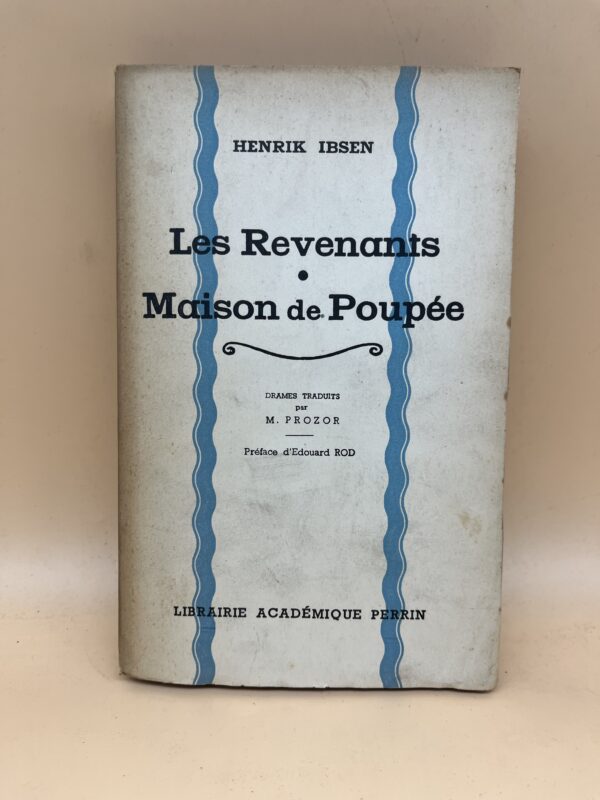 HENRIK IBSEN
Les Revenants
•
Maison de Poupée
DRAMES TRADUITS
par
M. PROZOR
Préface d'Edouard ROD
LIBRAIRIE ACADÉMIQUE PERRIN